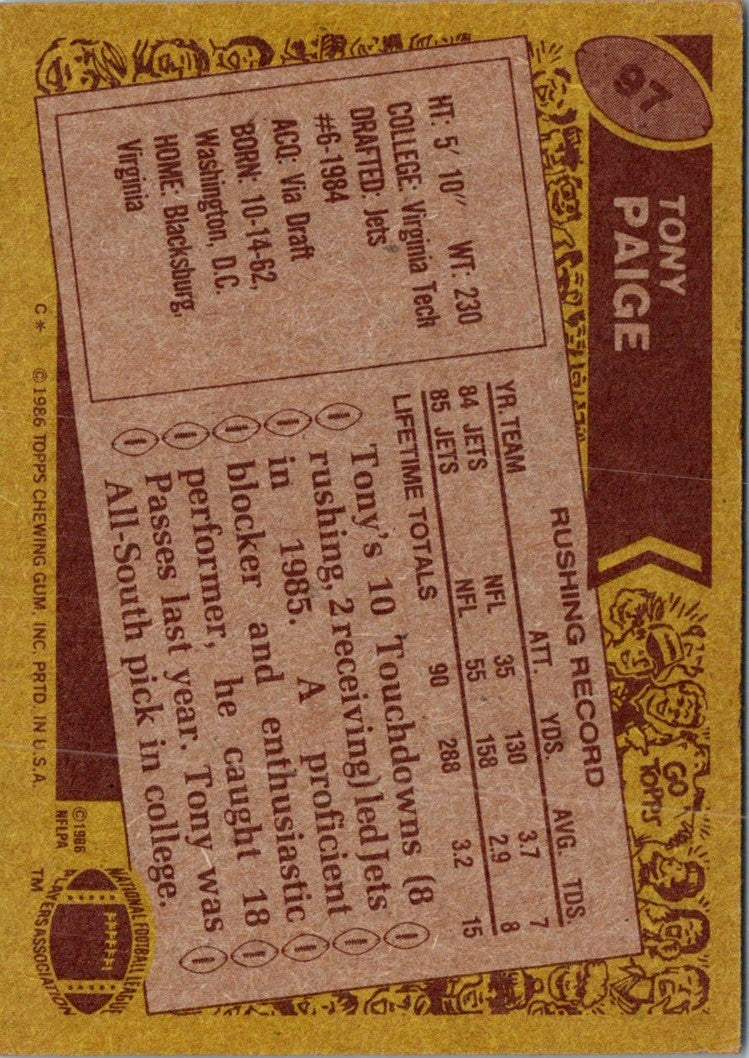 97
TONY
PAIGE
HT: 5' 10" WT: 230
COLLEGE: Virginia Tech
DRAFTED: Jets
#6-1984
ACQ: Via Draft
BORN: 10-14-62,
Washington, D.C.
HOME: Blacksburg,
Virginia
RUSHING RECORD
YR. TEAM ATT. YDS. AVG. TDS.
84 JETS NFL 35 130 3.7 7
85 JETS NFL 55 158 2.9 8
LIFETIME TOTALS 90 288 3.2 15
Tony's 10 Touchdowns (8
rushing, 2 receiving) led Jets
in 1985. A proficient
blocker and enthusiastic
performer, he caught 18
Passes last year. Tony was
All-South pick in college.
GO
TOPPS
C* © 1986 TOPPS CHEWING GUM, INC. PRTD. IN U.S.A.
© 1986
NFLPA
NATIONAL FOOTBALL LEAGUE
PLAYERS ASSOCIATION
TM